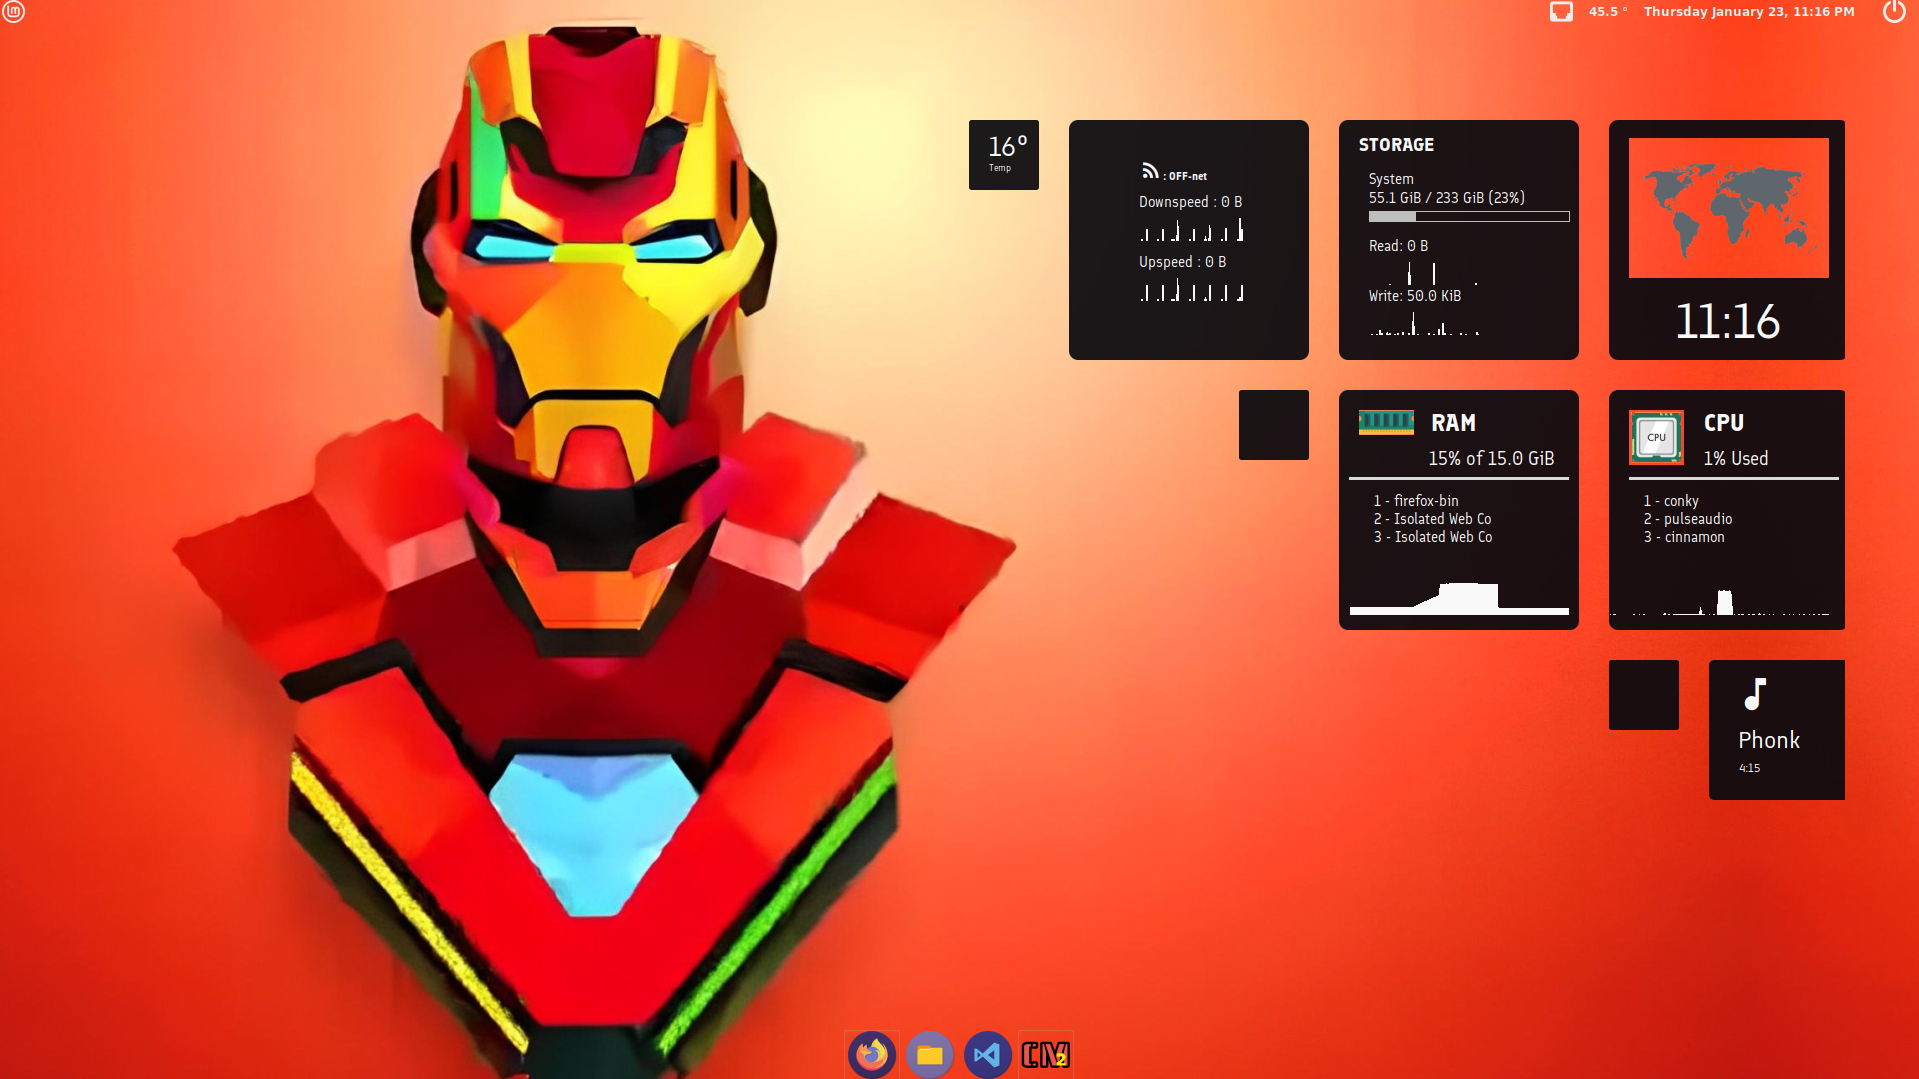 45.5 °
Thursday January 23, 11:16 PM
16°
Temp
: OFF-net
Downspeed : 0 B
Upspeed : 0 B
STORAGE
System
55.1 GiB / 233 GiB (23%)
Read: 0 B
Write: 50.0 KiB
11:16
RAM
15% of 15.0 GiB
1 - firefox-bin
2 - Isolated Web Co
3 - Isolated Web Co
CPU
CPU
1% Used
1 - conky
2 - pulseaudio
3 - cinnamon
Phonk
4:15
CM2